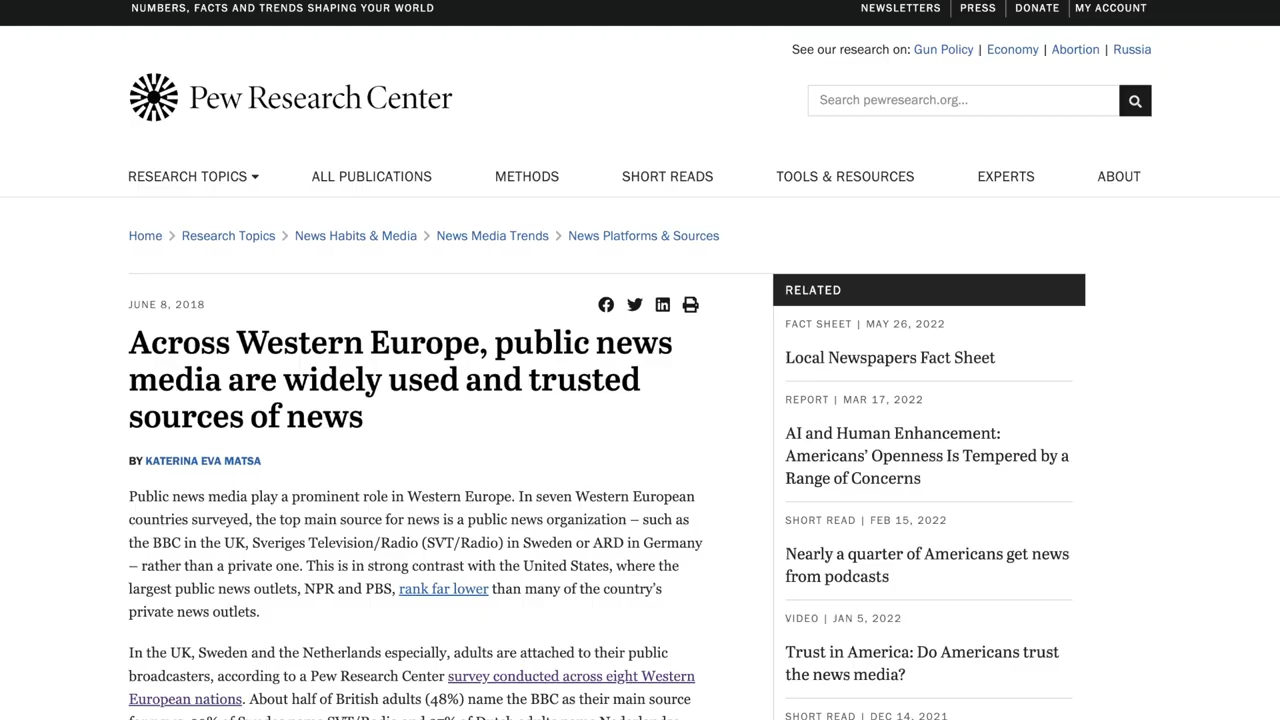 NUMBERS, FACTS AND TRENDS SHAPING YOUR WORLD
NEWSLETTERS | PRESS | DONATE | MY ACCOUNT
See our research on: Gun Policy | Economy | Abortion | Russia
Pew Research Center
Search pewresearch.org...
RESEARCH TOPICS
ALL PUBLICATIONS
METHODS
SHORT READS
TOOLS & RESOURCES
EXPERTS
ABOUT
Home > Research Topics > News Habits & Media > News Media Trends > News Platforms & Sources
JUNE 8, 2018
Across Western Europe, public news
media are widely used and trusted
sources of news
BY KATERINA EVA MATSA
Public news media play a prominent role in Western Europe. In seven Western European
countries surveyed, the top main source for news is a public news organization – such as
the BBC in the UK, Sveriges Television/Radio (SVT/Radio) in Sweden or ARD in Germany
– rather than a private one. This is in strong contrast with the United States, where the
largest public news outlets, NPR and PBS, rank far lower than many of the country's
private news outlets.
In the UK, Sweden and the Netherlands especially, adults are attached to their public
broadcasters, according to a Pew Research Center survey conducted across eight Western
European nations. About half of British adults (48%) name the BBC as their main source
RELATED
FACT SHEET | MAY 26, 2022
Local Newspapers Fact Sheet
REPORT | MAR 17, 2022
AI and Human Enhancement:
Americans' Openness Is Tempered by a
Range of Concerns
SHORT READ | FEB 15, 2022
Nearly a quarter of Americans get news
from podcasts
VIDEO | JAN 5, 2022
Trust in America: Do Americans trust
the news media?
SHORT READ | DEC 14, 2021